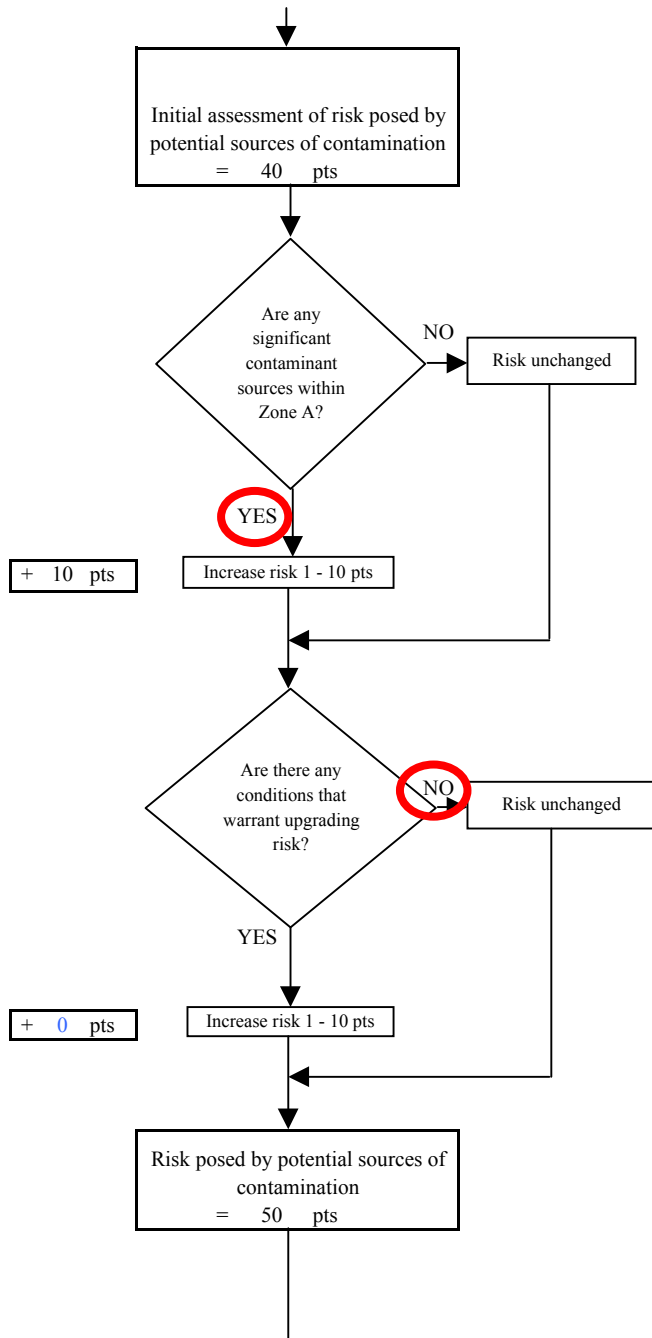 Initial assessment of risk posed by
potential sources of contamination
= 40 pts
Are any
significant
contaminant
sources within
Zone A?
NO
Risk unchanged
YES
+ 10 pts
Increase risk 1 - 10 pts
Are there any
conditions that
warrant upgrading
risk?
NO
Risk unchanged
YES
+ 0 pts
Increase risk 1 - 10 pts
Risk posed by potential sources of
contamination
= 50 pts